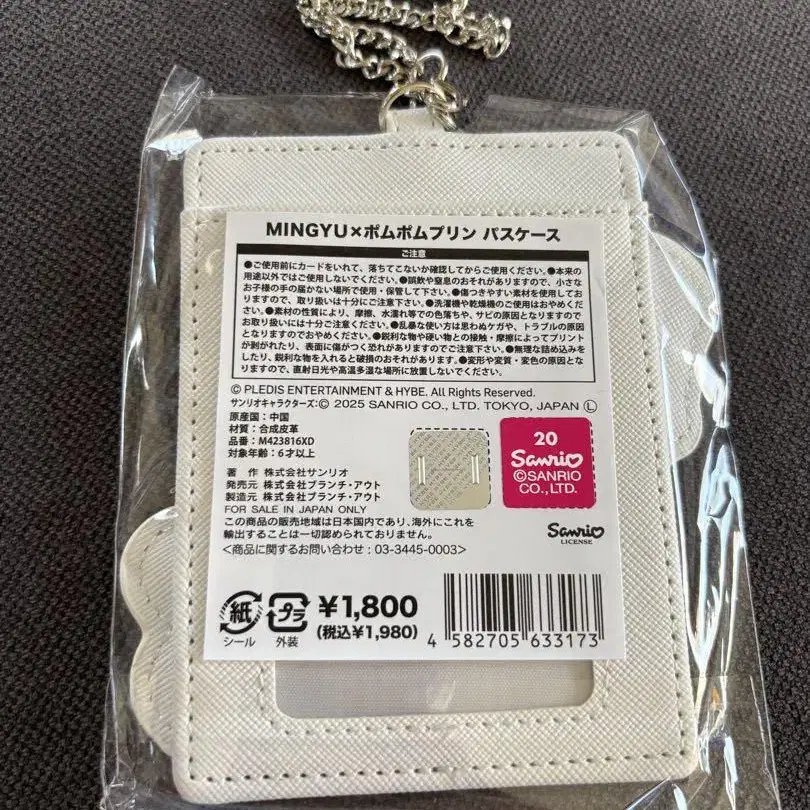 MINGYU×ポムポムプリン パスケース
ご注意
●ご使用前にカードをいれて、落ちてこないか確認してからご使用ください。●本来の
用途以外ではご使用しないでください。●誤飲や窒息のおそれがありますので、小さな
お子様の手の届かない場所で使用・保管して下さい。●傷つきやすい素材を使用してお
りますので、取り扱いは十分にご注意下さい。●洗濯機や乾燥機のご使用はおやめくだ
さい。●素材の性質により、摩擦、水濡れ等での色落ちや、サビの原因となりますので
お取り扱いには十分ご注意ください。●乱暴な使い方は思わぬケガや、トラブルの原因
となりますのでおやめください。●鋭利な物や硬い物との接触・摩擦によってプリント
が剥がれたり、表面に傷がつく恐れがありますのでご注意下さい。●無理な詰め込みを
したり、鋭利な物を入れると破損のおそれがあります。●変形や変質・変色の原因とな
りますので、直射日光や高温多湿な場所に放置しないでください。
© PLEDIS ENTERTAINMENT & HYBE. All Rights Reserved.
サンリオキャラクターズ:© 2025 SANRIO CO., LTD. TOKYO, JAPAN Ⓛ
原産国:中国
材質:合成皮革
品番:M423816XD
対象年齢:6才以上
著 作 株式会社サンリオ
発売元 株式会社ブランチ・アウト
製造元 株式会社ブランチ・アウト
FOR SALE IN JAPAN ONLY
この商品の販売地域は日本国内であり、海外にこれを
輸出することは一切認められておりません。
<商品に関するお問い合わせ:03-3445-0003>
20
Sanrio
©SANRIO
CO., LTD.
Sanrio
LICENSE
紙
シール
プラ
外装
¥1,800
(税込¥1,980)
4 582705 633173